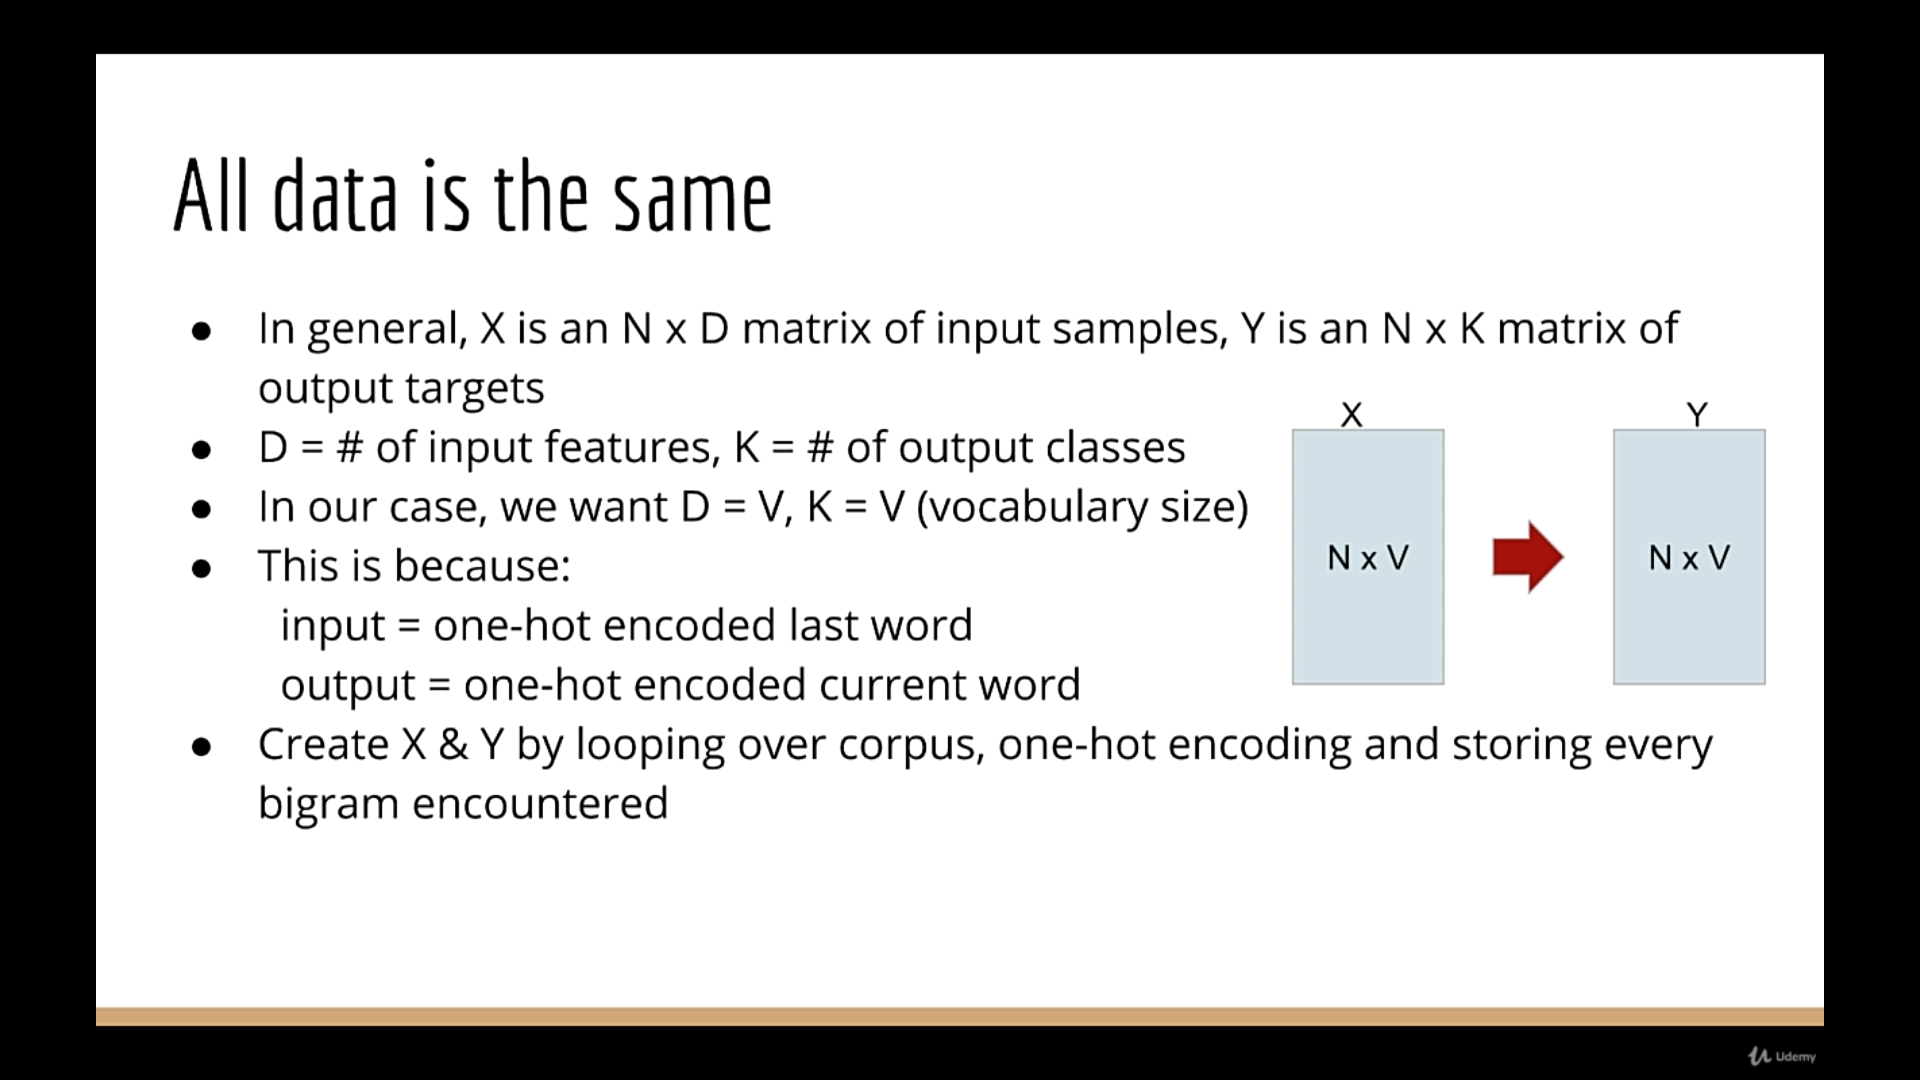 All data is the same
● In general, X is an N x D matrix of input samples, Y is an N x K matrix of
output targets
● D = # of input features, K = # of output classes
● In our case, we want D = V, K = V (vocabulary size)
● This is because:
input = one-hot encoded last word
output = one-hot encoded current word
● Create X & Y by looping over corpus, one-hot encoding and storing every
bigram encountered
X
Y
N x V
N x V
Udemy